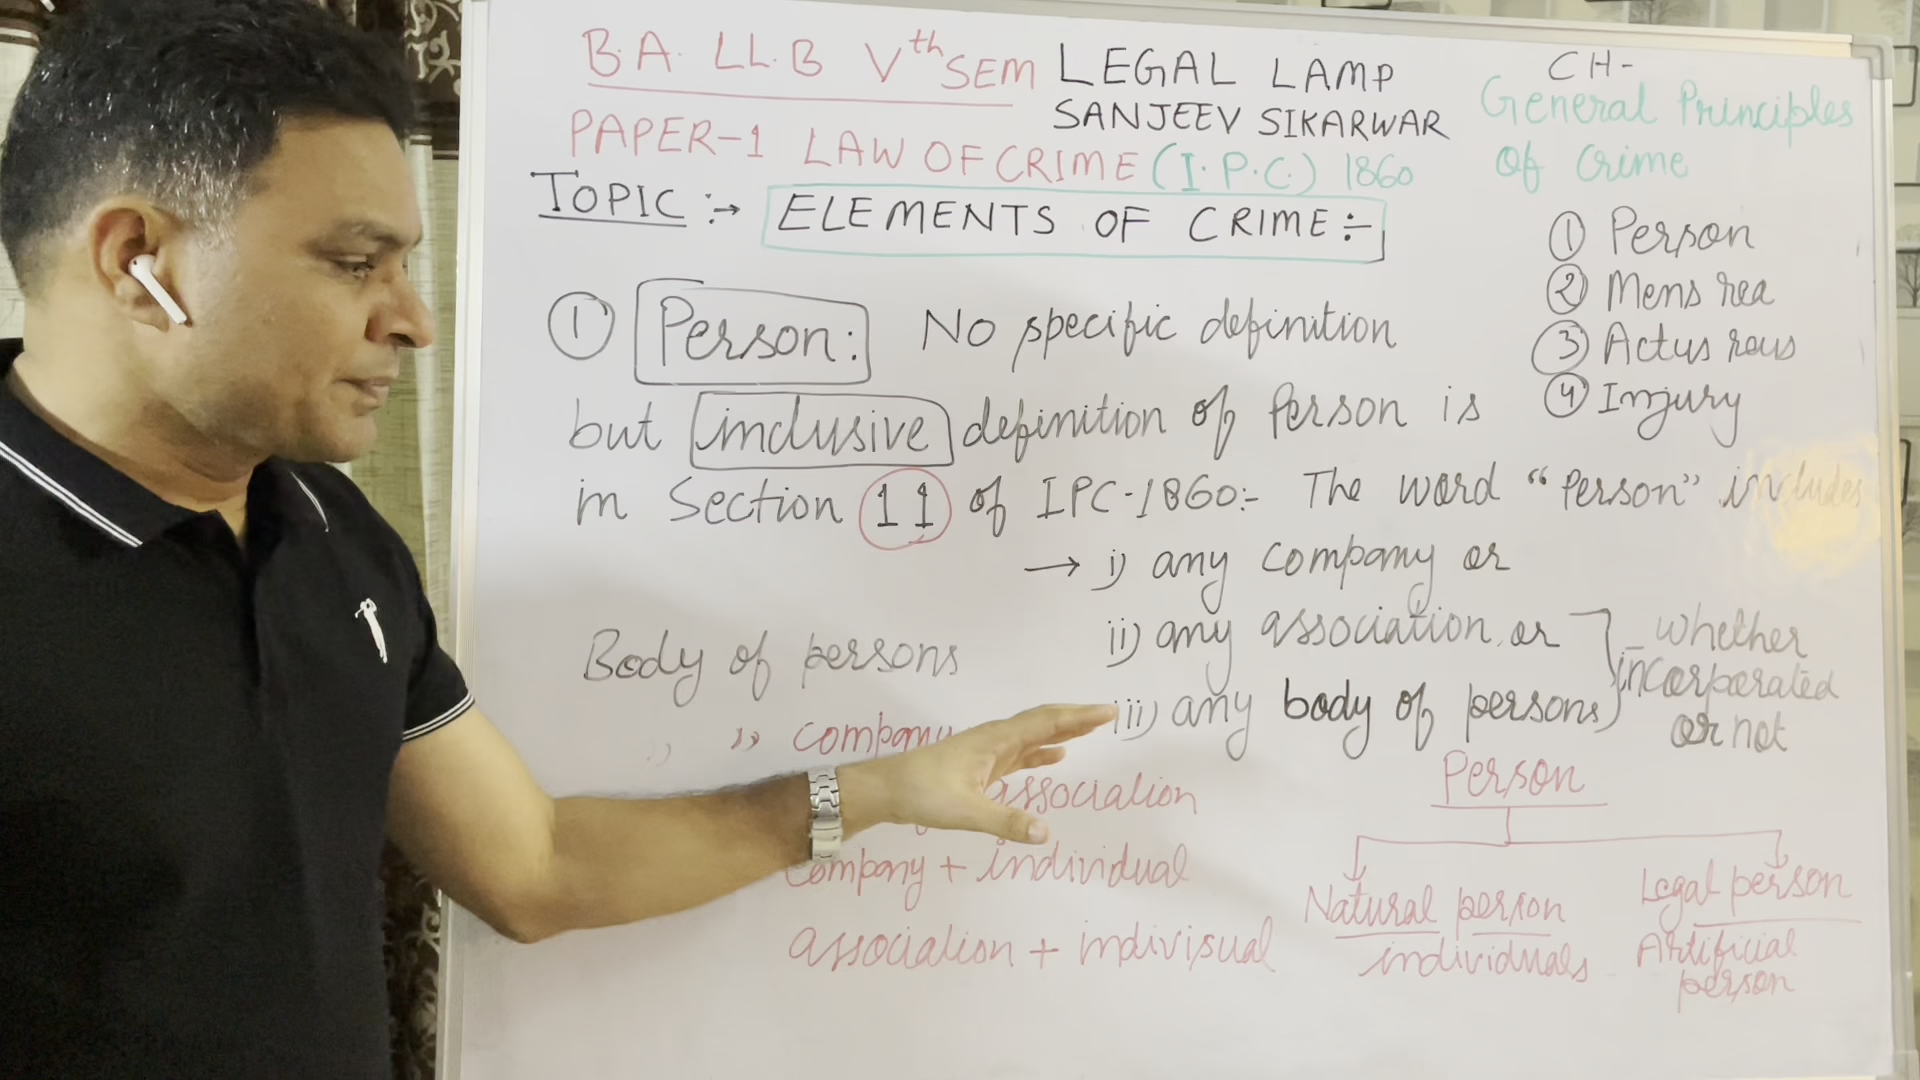 B.A. LL.B Vth SEM
LEGAL LAMP
SANJEEV SIKARWAR
CH-
General Principles
of Crime
PAPER-1 LAW OF CRIME (I.P.C.) 1860
TOPIC :→ ELEMENTS OF CRIME:-
① Person
② Mens rea
③ Actus reus
④ Injury
① Person: No specific definition
but inclusive definition of Person is
in Section 11 of IPC-1860:- The word "Person" includes
→ i) any company or
ii) any association or
iii) any body of persons
whether
incorporated
or not
Body of persons
,, ,, company
association
company + individual
association + indivisual
Person
Natural person
individuals
Legal person
Artificial
person